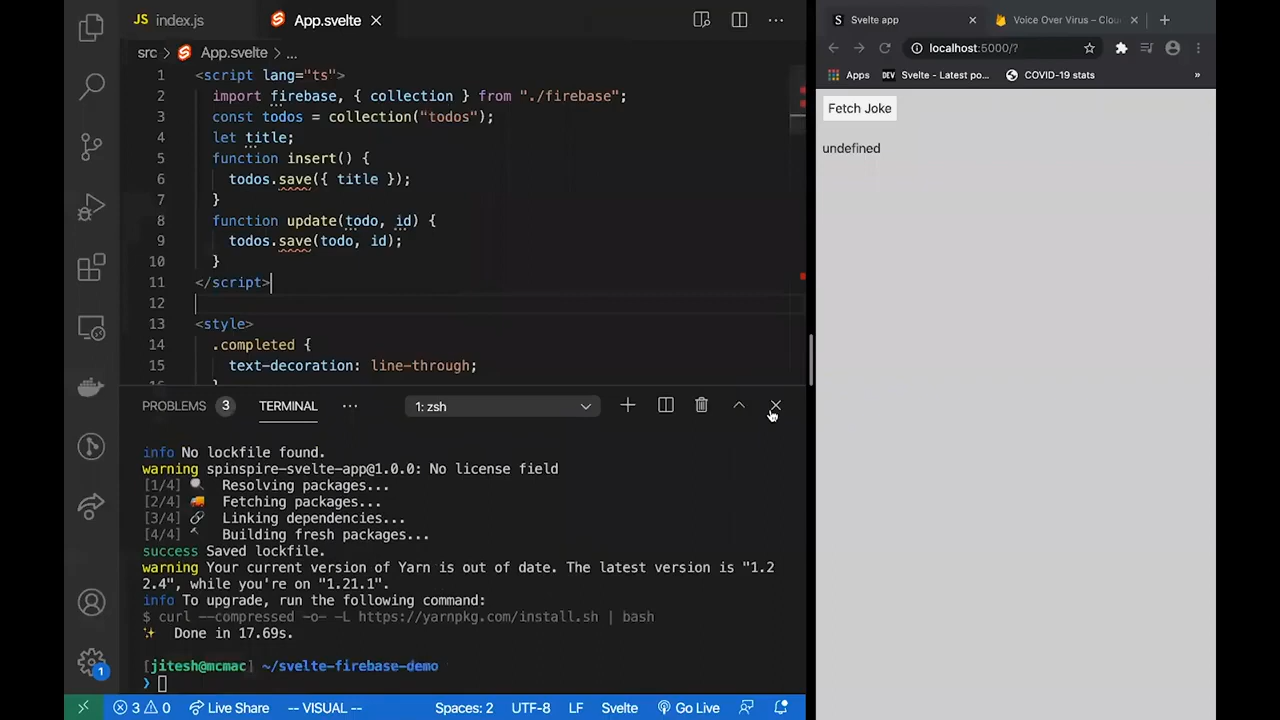 JS index.js
App.svelte
src > App.svelte > ...
1 <script lang="ts">
2 import firebase, { collection } from "./firebase";
3 const todos = collection("todos");
4 let title;
5 function insert() {
6 todos.save({ title });
7 }
8 function update(todo, id) {
9 todos.save(todo, id);
10 }
11 </script>
12
13 <style>
14 .completed {
15 text-decoration: line-through;
16 }
PROBLEMS 3 TERMINAL ... 1: zsh
info No lockfile found.
warning spinspire-svelte-app@1.0.0: No license field
[1/4] Resolving packages...
[2/4] Fetching packages...
[3/4] Linking dependencies...
[4/4] Building fresh packages...
success Saved lockfile.
warning Your current version of Yarn is out of date. The latest version is "1.2
2.4", while you're on "1.21.1".
info To upgrade, run the following command:
$ curl --compressed -o- -L https://yarnpkg.com/install.sh | bash
Done in 17.69s.
[jitesh@mcmac] ~/svelte-firebase-demo
❯
1
3 0 Live Share -- VISUAL -- Spaces: 2 UTF-8 LF Svelte Go Live
S Svelte app
Voice Over Virus – Clou
localhost:5000/?
Apps DEV Svelte - Latest po... COVID-19 stats »
Fetch Joke
undefined